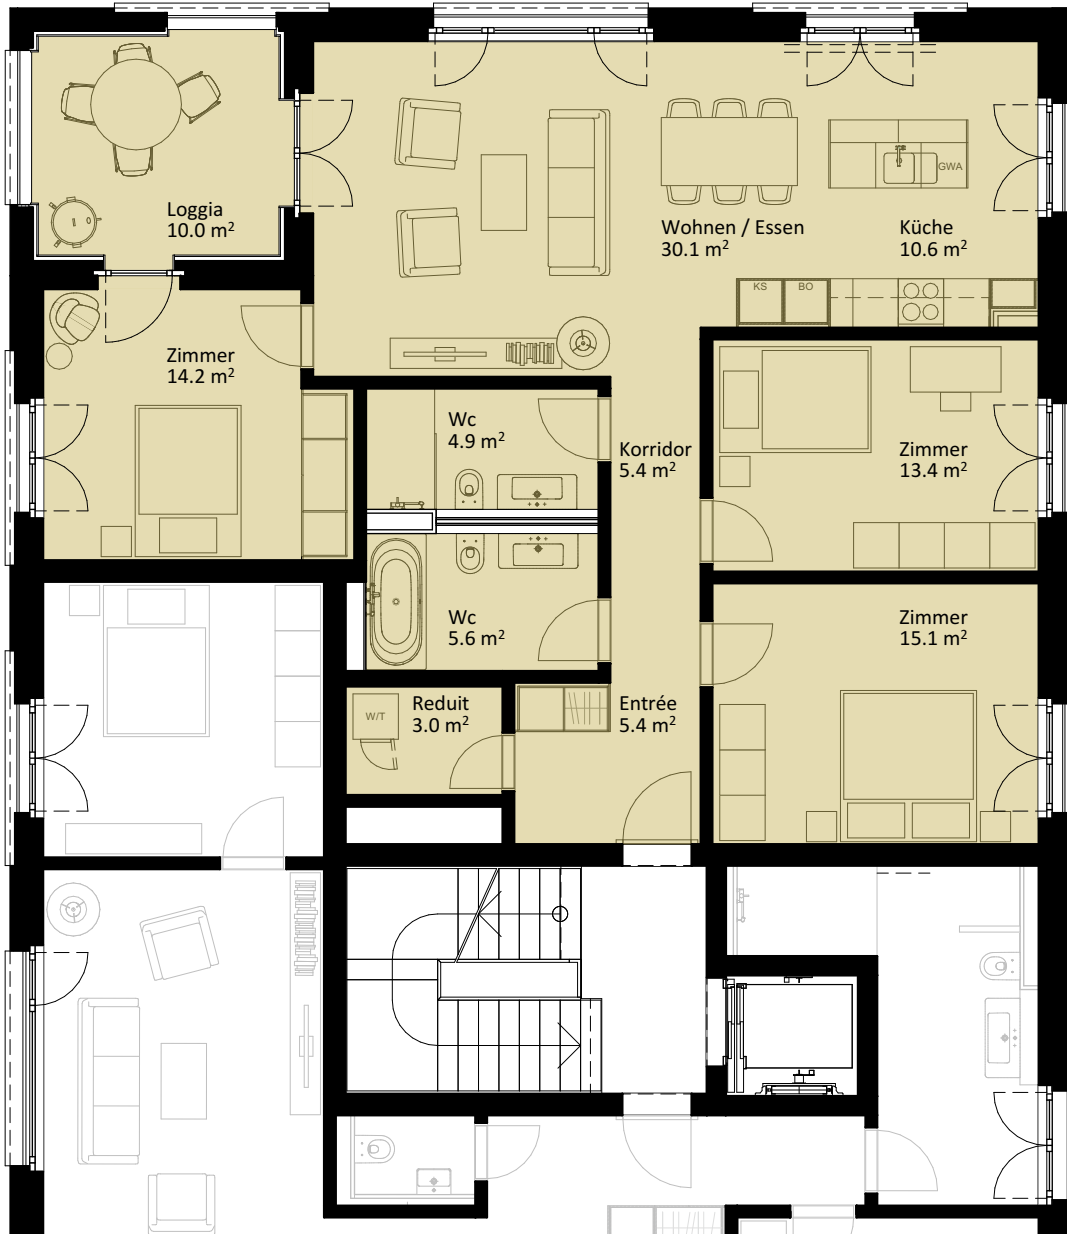 Loggia
10.0 m²
GWA
Wohnen / Essen
30.1 m²
Küche
10.6 m²
KS
BO
Zimmer
14.2 m²
Wc
4.9 m²
Korridor
5.4 m²
Zimmer
13.4 m²
Wc
5.6 m²
Zimmer
15.1 m²
Reduit
3.0 m²
W/T
Entrée
5.4 m²